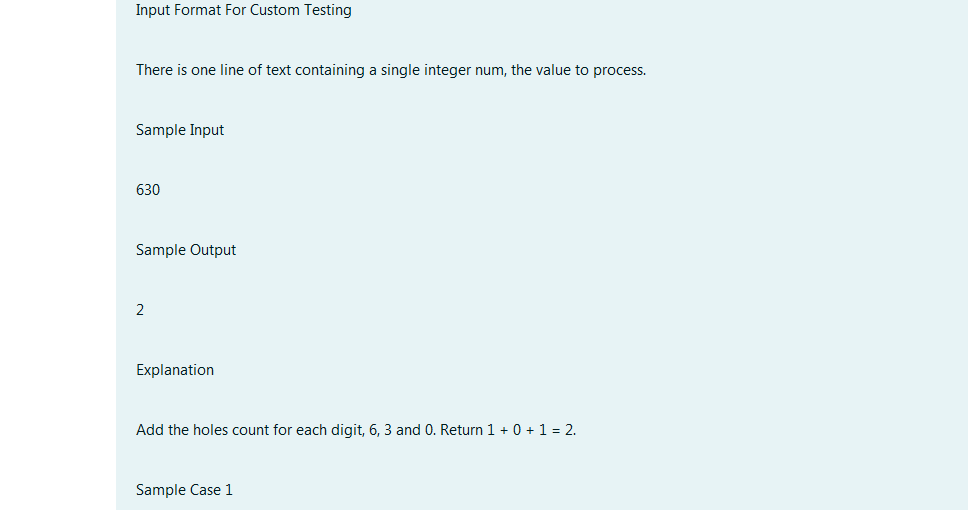 Input Format For Custom Testing
There is one line of text containing a single integer num, the value to process.
Sample Input
630
Sample Output
2
Explanation
Add the holes count for each digit, 6, 3 and 0. Return 1 + 0 + 1 = 2.
Sample Case 1